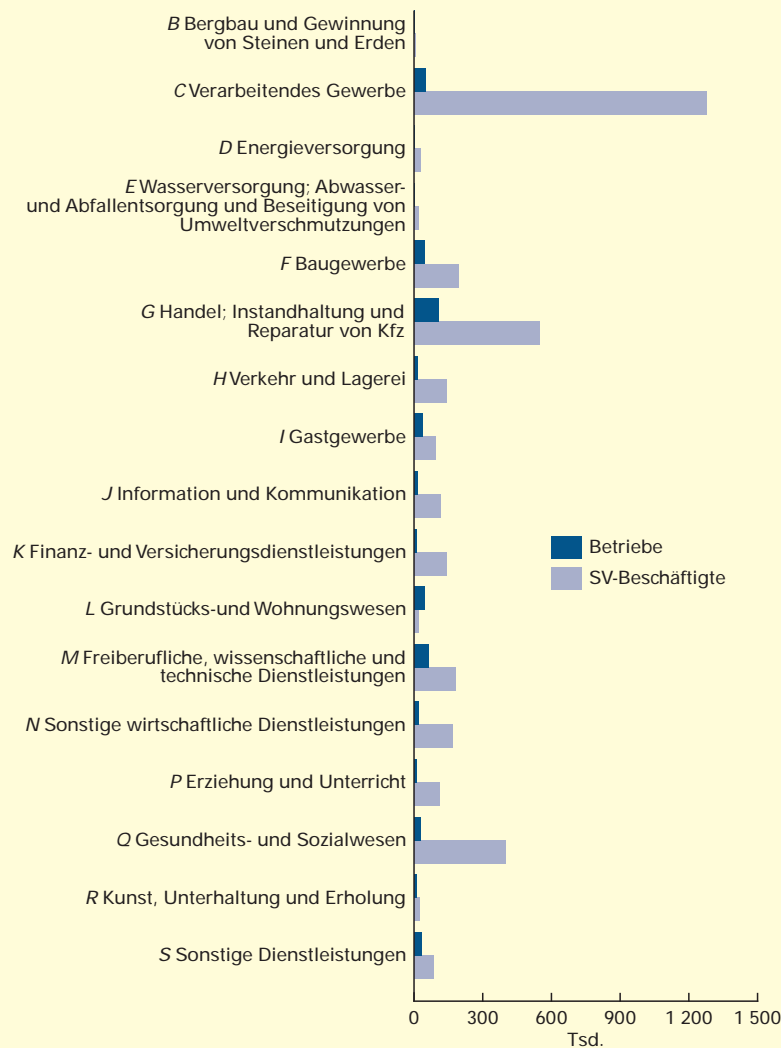 B Bergbau und Gewinnung
von Steinen und Erden
C Verarbeitendes Gewerbe
D Energieversorgung
E Wasserversorgung; Abwasser-
und Abfallentsorgung und Beseitigung von
Umweltverschmutzungen
F Baugewerbe
G Handel; Instandhaltung und
Reparatur von Kfz
H Verkehr und Lagerei
I Gastgewerbe
J Information und Kommunikation
K Finanz- und Versicherungsdienstleistungen
Betriebe
SV-Beschäftigte
L Grundstücks-und Wohnungswesen
M Freiberufliche, wissenschaftliche und
technische Dienstleistungen
N Sonstige wirtschaftliche Dienstleistungen
P Erziehung und Unterricht
Q Gesundheits- und Sozialwesen
R Kunst, Unterhaltung und Erholung
S Sonstige Dienstleistungen
0 300 600 900 1 200 1 500
Tsd.